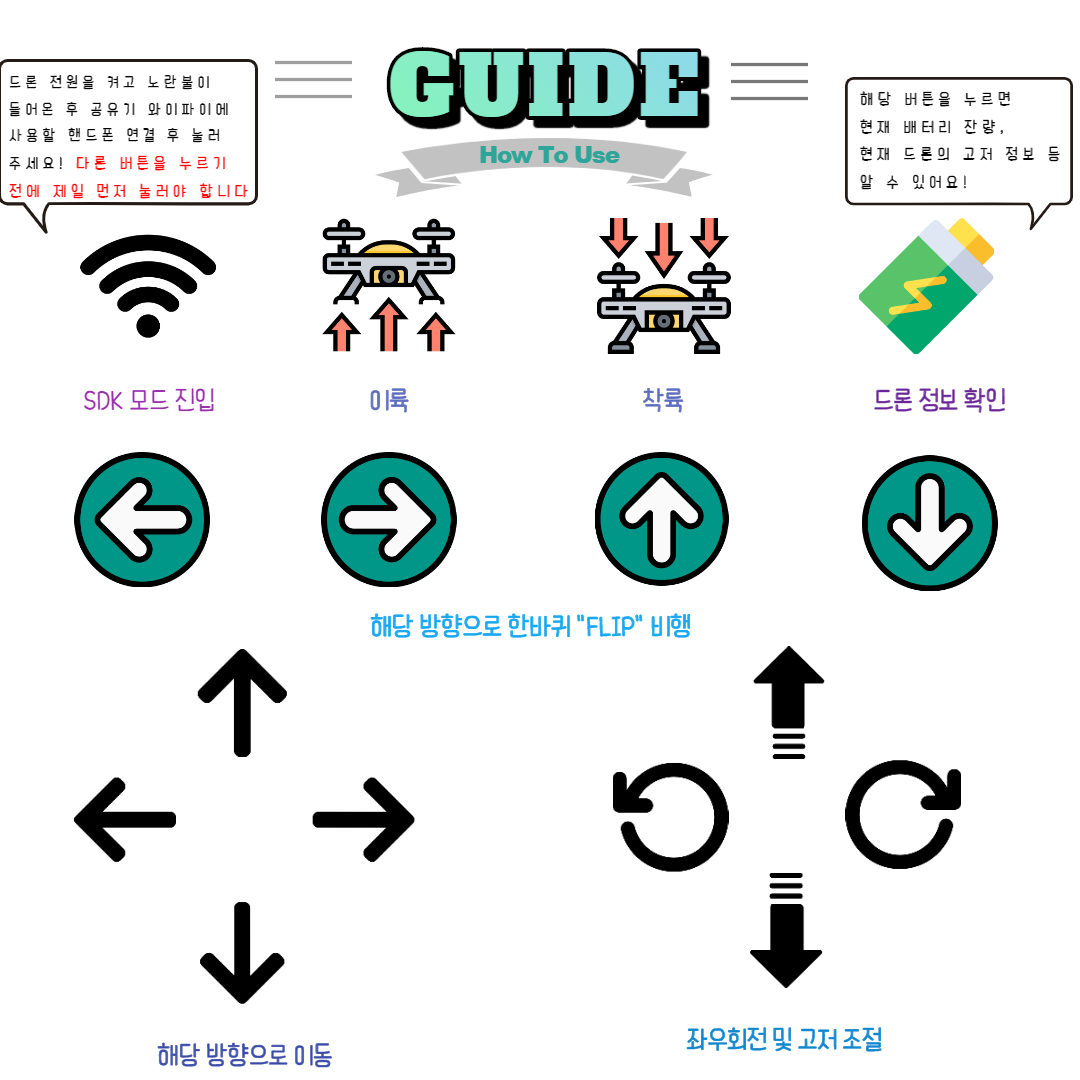 GUIDE
How To Use
드론 전원을 켜고 노란불이
들어온 후 공유기 와이파이에
사용할 핸드폰 연결 후 눌러
주세요! 다른 버튼을 누르기
전에 제일 먼저 눌러야 합니다
해당 버튼을 누르면
현재 배터리 잔량,
현재 드론의 고저 정보 등
알 수 있어요!
SDK 모드 진입
이륙
착륙
드론 정보 확인
해당 방향으로 한바퀴 "FLIP" 비행
해당 방향으로 이동
좌우회전 및 고저 조절